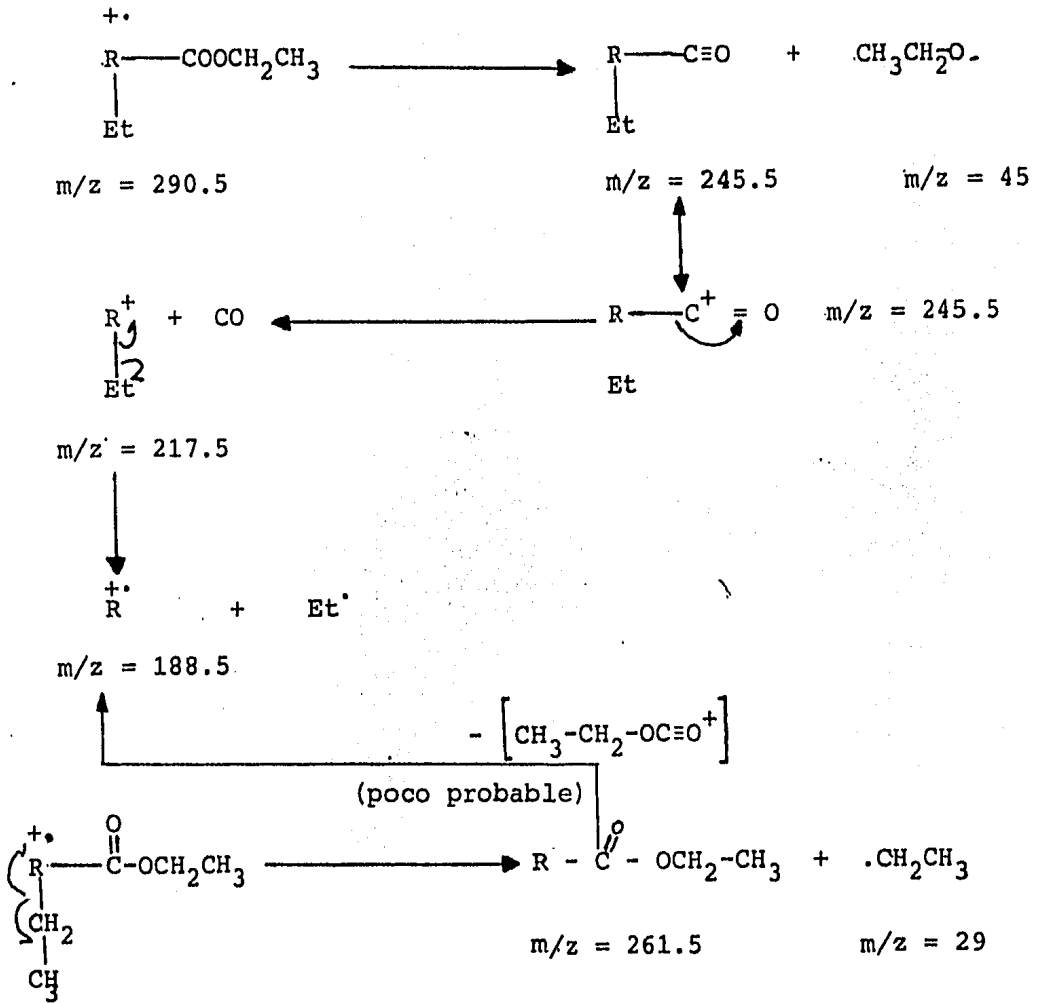 +.
R—COOCH2CH3 → R—C≡O + .CH3CH2O.
Et Et
m/z = 290.5 m/z = 245.5 m/z = 45
R+ + CO ← R—C+ = O m/z = 245.5
Et Et
m/z = 217.5
+.
R + Et.
m/z = 188.5
- [CH3-CH2-OC≡O+]
(poco probable)
+. O O
R—C-OCH2CH3 → R - C - OCH2-CH3 + .CH2CH3
CH2
m/z = 261.5 m/z = 29
CH3